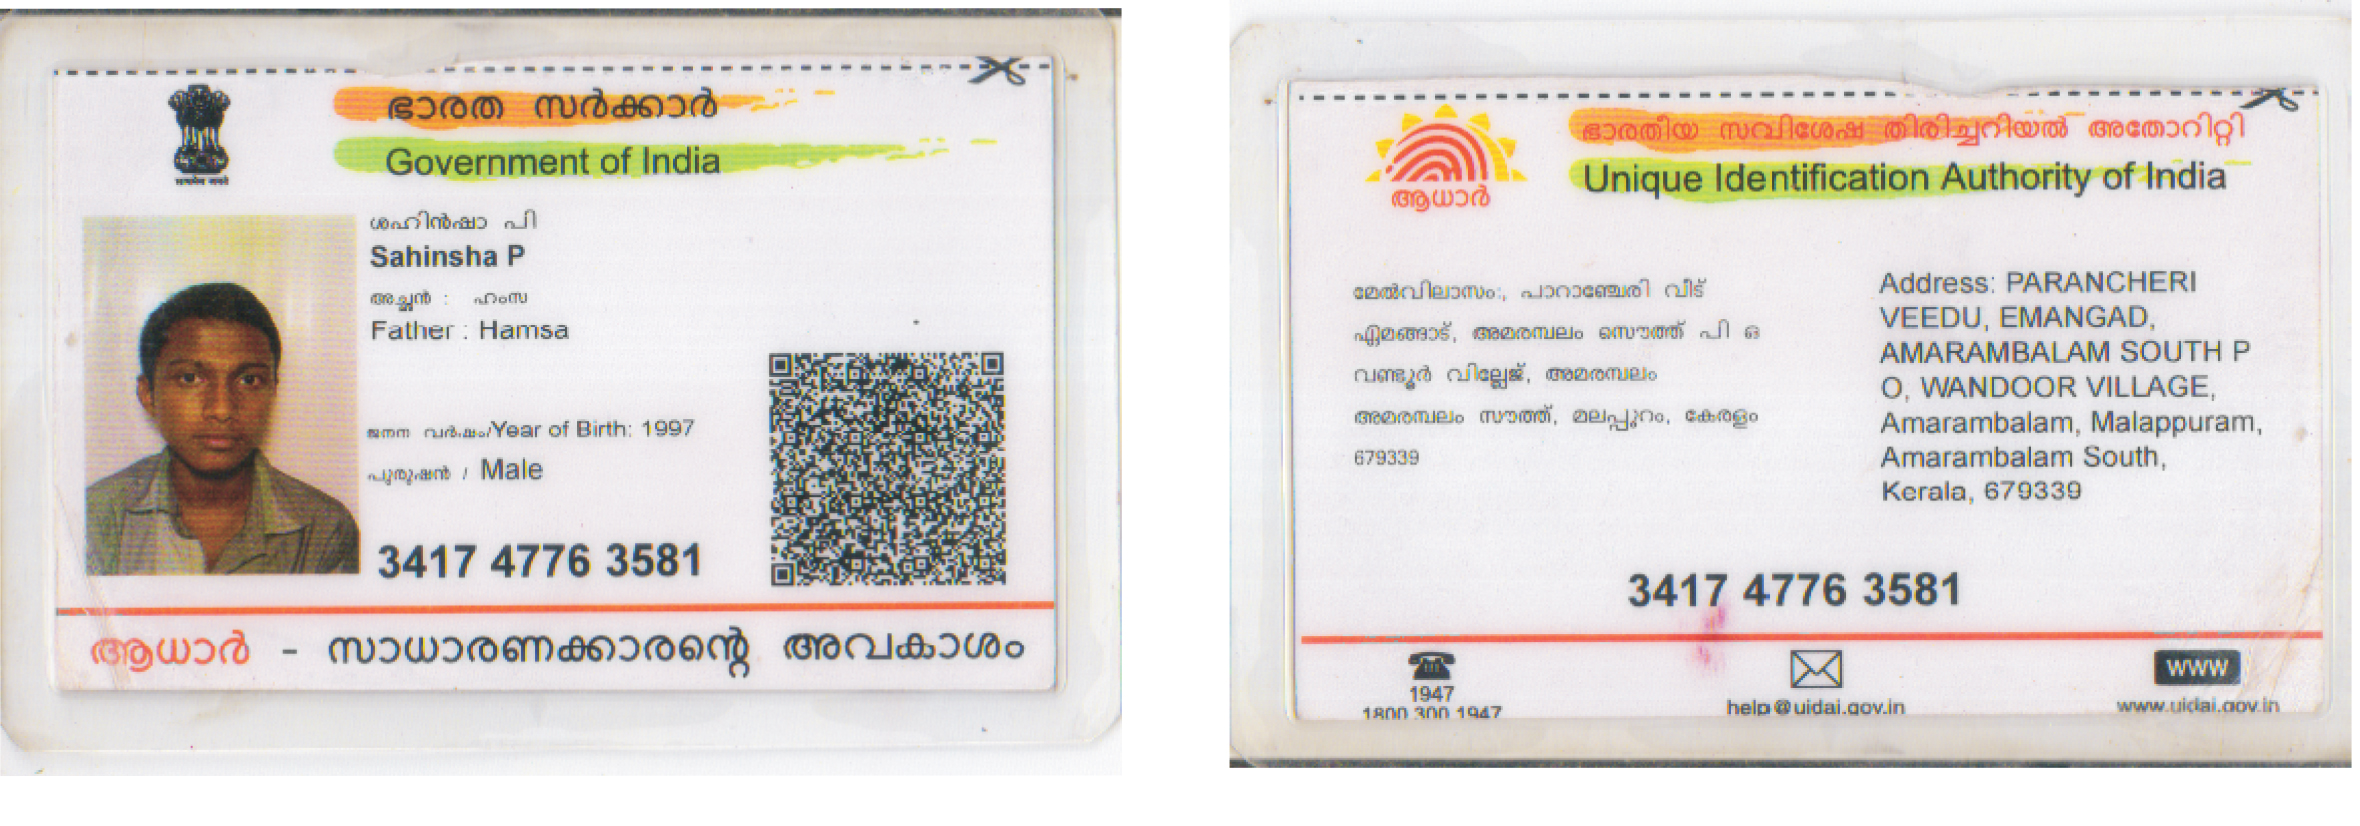 ഭാരത സർക്കാർ
Government of India
ശഹിൻഷാ പി
Sahinsha P
അച്ഛൻ : ഹംസ
Father : Hamsa
ജനന വർഷം/Year of Birth: 1997
പുരുഷൻ / Male
3417 4776 3581
ആധാർ - സാധാരണക്കാരന്റെ അവകാശം
ഭാരതീയ സവിശേഷ തിരിച്ചറിയൽ അതോറിറ്റി
Unique Identification Authority of India
ആധാർ
മേൽവിലാസം:, പാറാഞ്ചേരി വീട്
ഏമങ്ങാട്, അമരമ്പലം സൌത്ത് പി ഒ
വണ്ടൂർ വില്ലേജ്, അമരമ്പലം
അമരമ്പലം സൗത്ത്, മലപ്പുറം, കേരളം
679339
Address: PARANCHERI
VEEDU, EMANGAD,
AMARAMBALAM SOUTH P
O, WANDOOR VILLAGE,
Amarambalam, Malappuram,
Amarambalam South,
Kerala, 679339
3417 4776 3581
1947
1800 300 1947
help@uidai.gov.in
www
www.uidai.gov.in